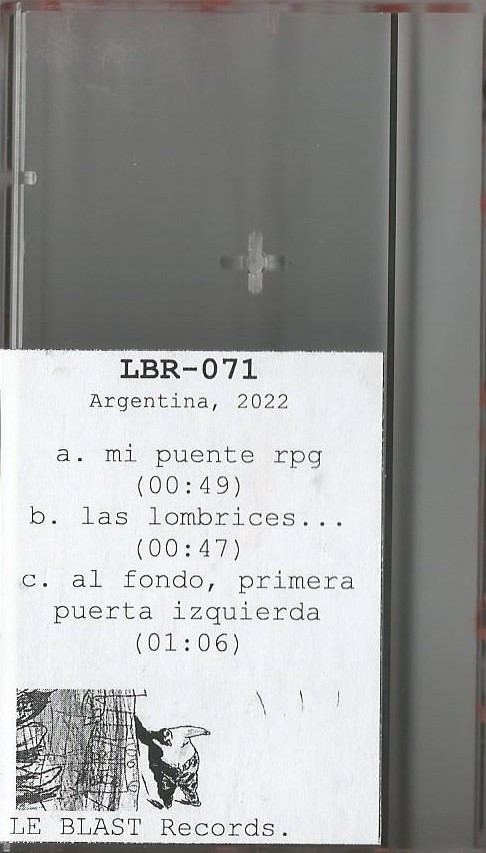 LBR-071
Argentina, 2022
a. mi puente rpg
(00:49)
b. las lombrices...
(00:47)
c. al fondo, primera
puerta izquierda
(01:06)
LE BLAST Records.